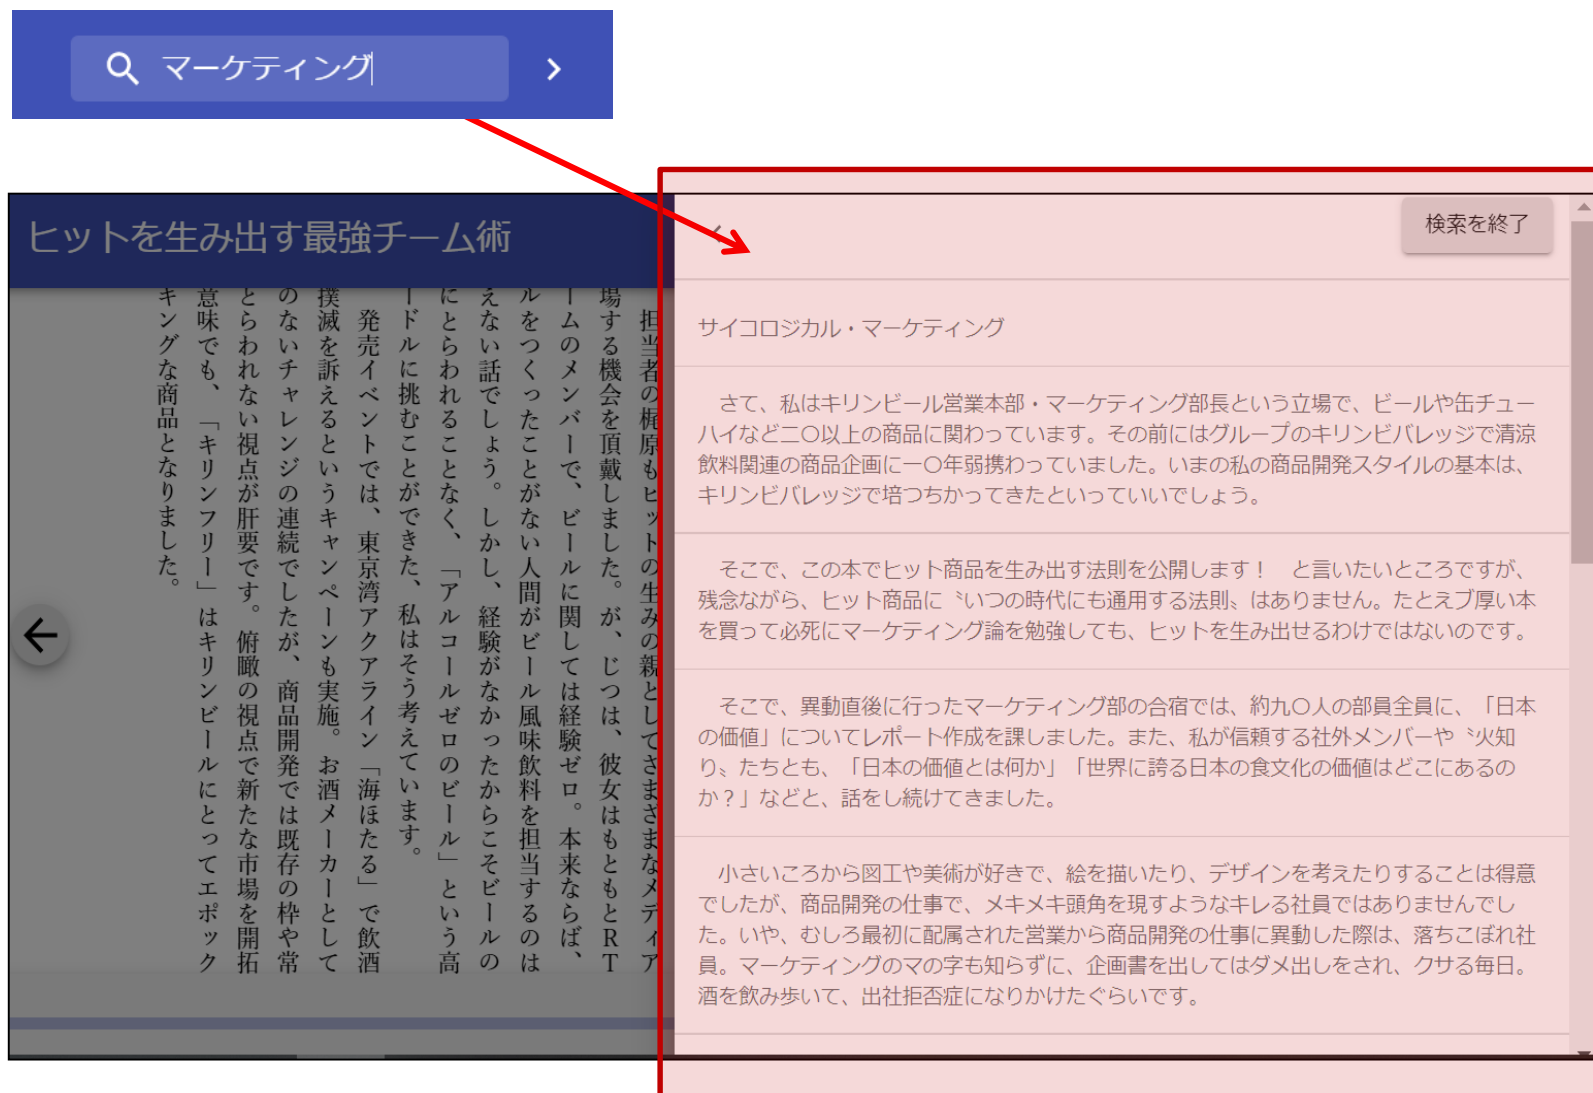 マーケティング
ヒットを生み出す最強チーム術
検索を終了
担当者の梶原もヒットの生みの親としてさまざまなメディア
場する機会を頂戴しました。が、じつは、彼女はもともとRT
ームのメンバーで、ビールに関しては経験ゼロ。本来ならば、
ルをつくったことがない人間がビール風味飲料を担当するのは
えない話でしょう。しかし、経験がなかったからこそビールの
にとらわれることなく、「アルコールゼロのビール」という高
ードルに挑むことができた、私はそう考えています。
発売イベントでは、東京湾アクアライン「海ほたる」で飲酒
撲滅を訴えるというキャンペーンも実施。お酒メーカーとして
のないチャレンジの連続でしたが、商品開発では既存の枠や常
とらわれない視点が肝要です。俯瞰の視点で新たな市場を開拓
意味でも、「キリンフリー」はキリンビールにとってエポック
キングな商品となりました。
サイコロジカル・マーケティング
さて、私はキリンビール営業本部・マーケティング部長という立場で、ビールや缶チュー
ハイなど二〇以上の商品に関わっています。その前にはグループのキリンビバレッジで清涼
飲料関連の商品企画に一〇年弱携わっていました。いまの私の商品開発スタイルの基本は、
キリンビバレッジで培つちかってきたといっていいでしょう。
そこで、この本でヒット商品を生み出す法則を公開します！　と言いたいところですが、
残念ながら、ヒット商品に〝いつの時代にも通用する法則〟はありません。たとえブ厚い本
を買って必死にマーケティング論を勉強しても、ヒットを生み出せるわけではないのです。
そこで、異動直後に行ったマーケティング部の合宿では、約九〇人の部員全員に、「日本
の価値」についてレポート作成を課しました。また、私が信頼する社外メンバーや〝火知
り〟たちとも、「日本の価値とは何か」「世界に誇る日本の食文化の価値はどこにあるの
か？」などと、話をし続けてきました。
小さいころから図工や美術が好きで、絵を描いたり、デザインを考えたりすることは得意
でしたが、商品開発の仕事で、メキメキ頭角を現すようなキレる社員ではありませんでし
た。いや、むしろ最初に配属された営業から商品開発の仕事に異動した際は、落ちこぼれ社
員。マーケティングのマの字も知らずに、企画書を出してはダメ出しをされ、クサる毎日。
酒を飲み歩いて、出社拒否症になりかけたぐらいです。